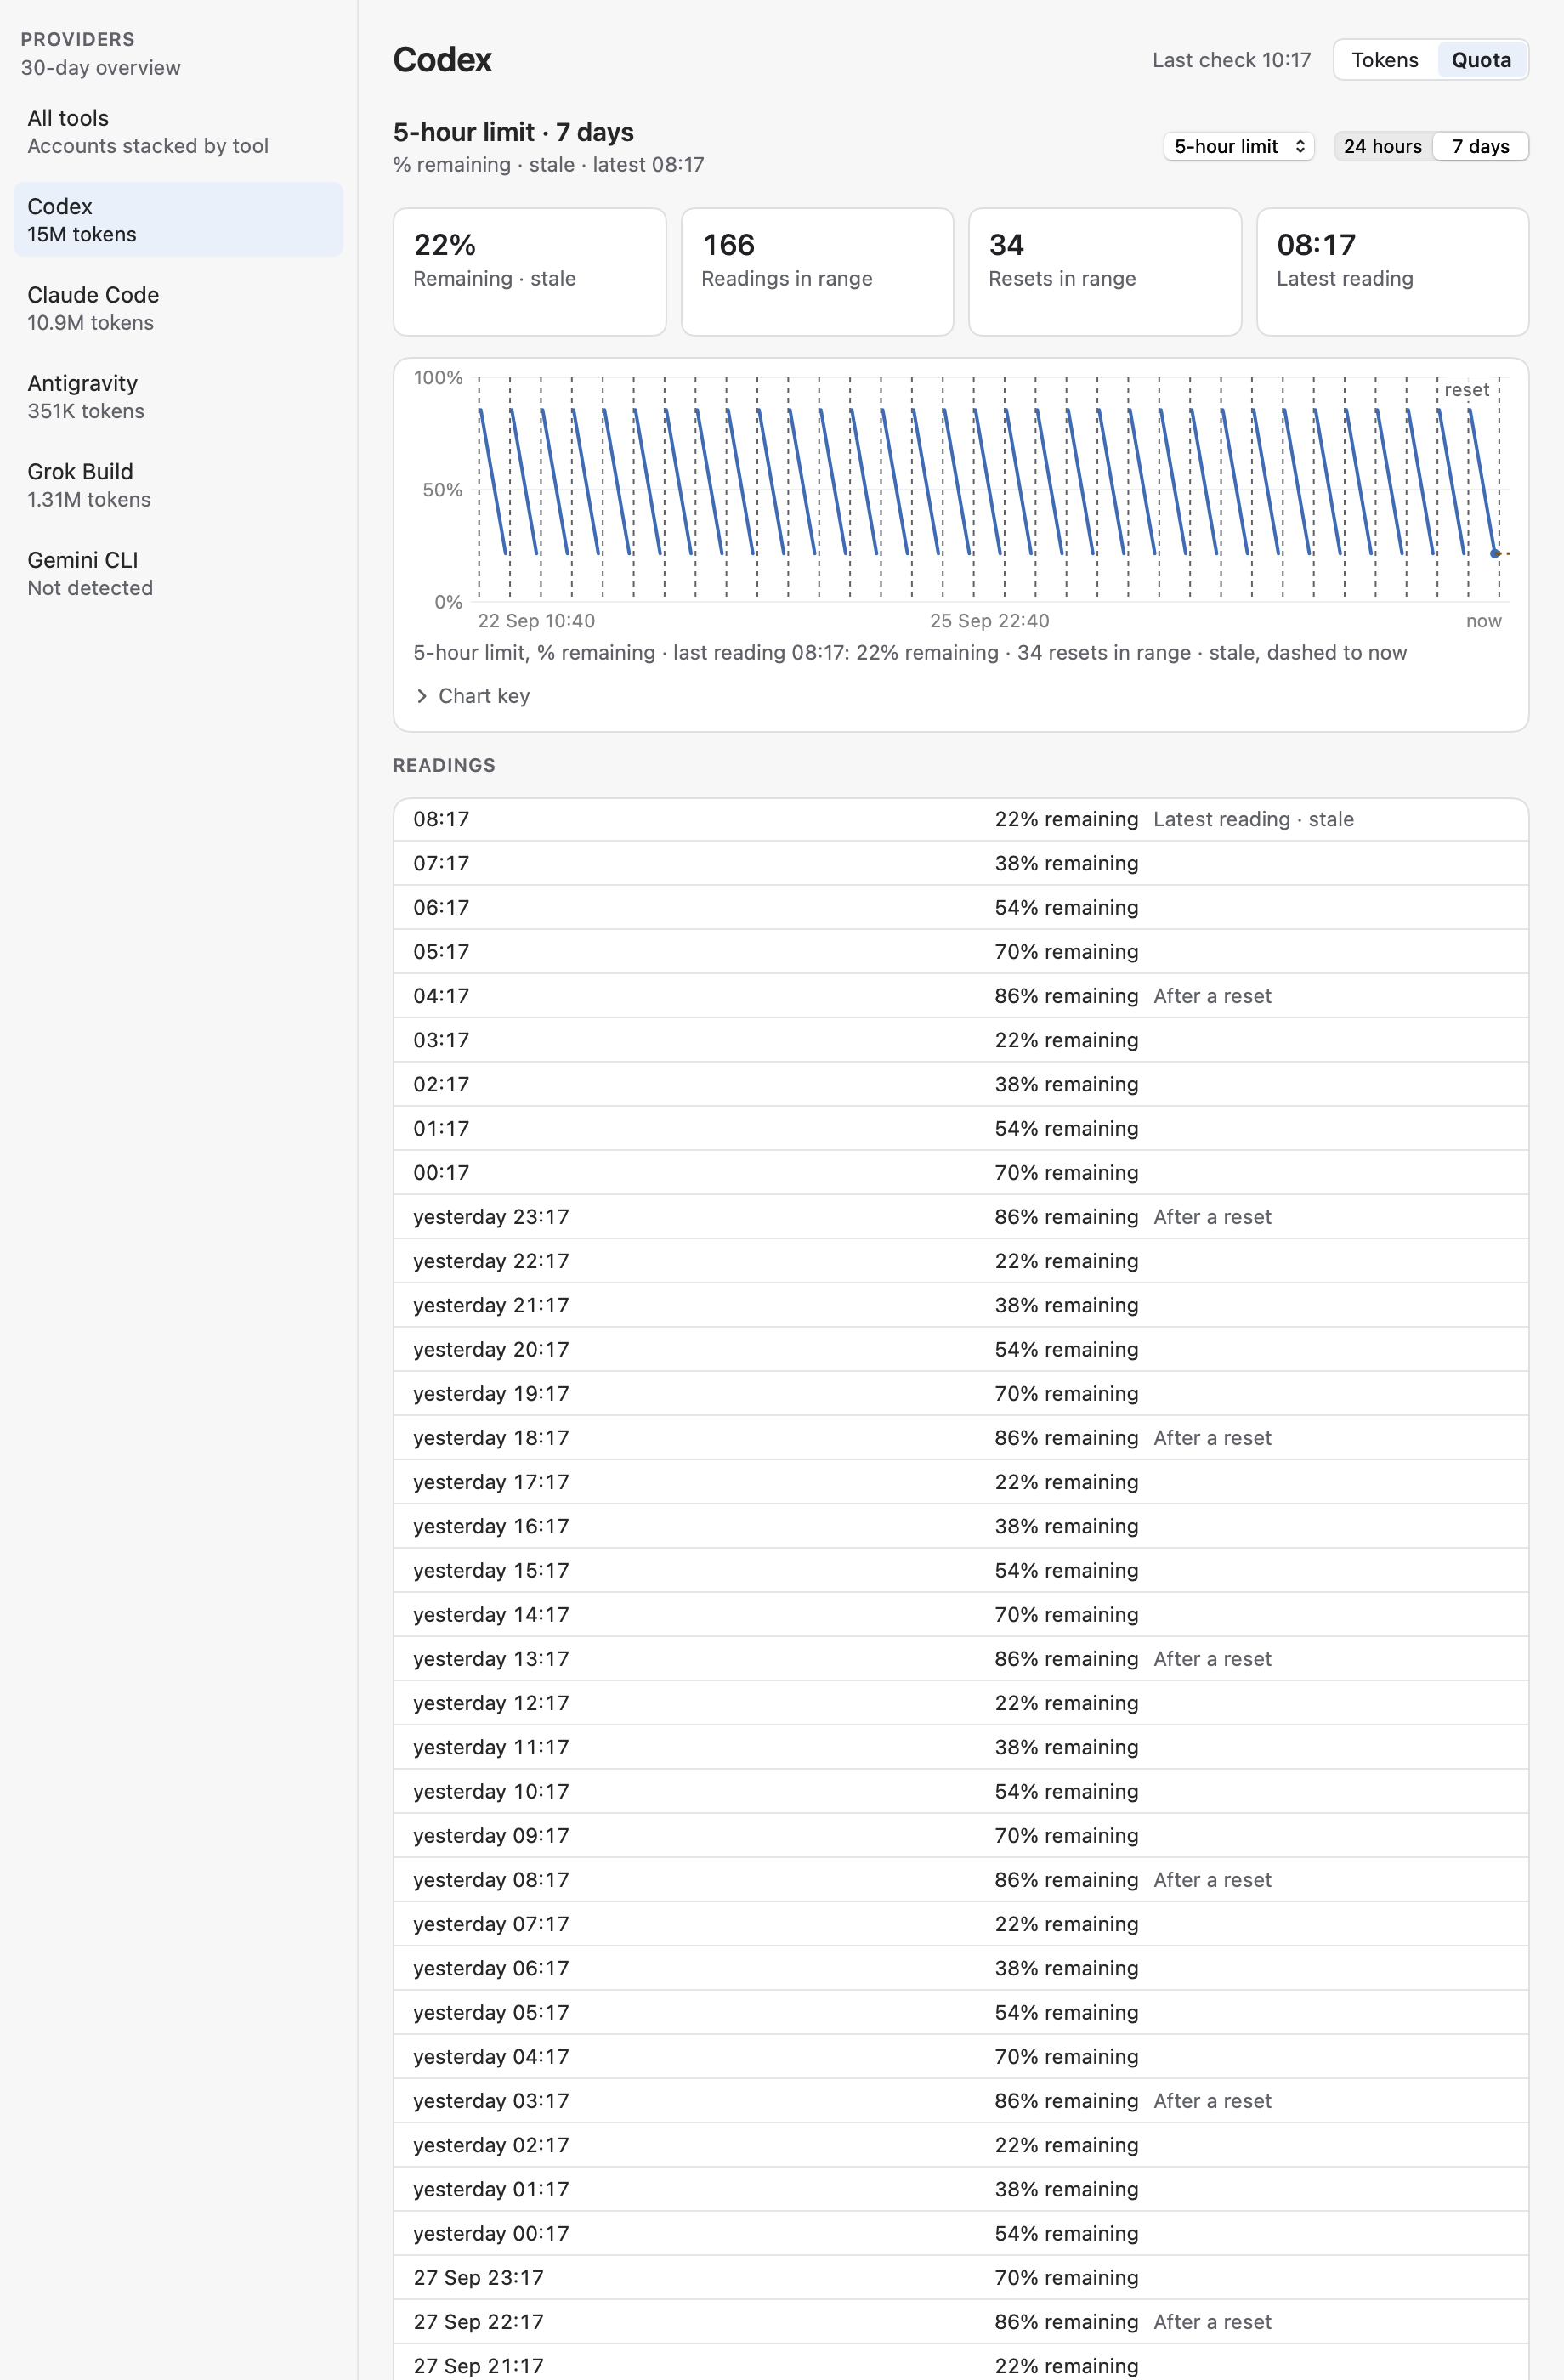 PROVIDERS
30-day overview
All tools
Accounts stacked by tool
Codex
15M tokens
Claude Code
10.9M tokens
Antigravity
351K tokens
Grok Build
1.31M tokens
Gemini CLI
Not detected
Codex
Last check 10:17
Tokens
Quota
5-hour limit · 7 days
% remaining · stale · latest 08:17
5-hour limit
24 hours
7 days
22%
Remaining · stale
166
Readings in range
34
Resets in range
08:17
Latest reading
100%
reset
50%
0%
22 Sep 10:40
25 Sep 22:40
now
5-hour limit, % remaining · last reading 08:17: 22% remaining · 34 resets in range · stale, dashed to now
Chart key
READINGS
08:17 22% remaining Latest reading · stale
07:17 38% remaining
06:17 54% remaining
05:17 70% remaining
04:17 86% remaining After a reset
03:17 22% remaining
02:17 38% remaining
01:17 54% remaining
00:17 70% remaining
yesterday 23:17 86% remaining After a reset
yesterday 22:17 22% remaining
yesterday 21:17 38% remaining
yesterday 20:17 54% remaining
yesterday 19:17 70% remaining
yesterday 18:17 86% remaining After a reset
yesterday 17:17 22% remaining
yesterday 16:17 38% remaining
yesterday 15:17 54% remaining
yesterday 14:17 70% remaining
yesterday 13:17 86% remaining After a reset
yesterday 12:17 22% remaining
yesterday 11:17 38% remaining
yesterday 10:17 54% remaining
yesterday 09:17 70% remaining
yesterday 08:17 86% remaining After a reset
yesterday 07:17 22% remaining
yesterday 06:17 38% remaining
yesterday 05:17 54% remaining
yesterday 04:17 70% remaining
yesterday 03:17 86% remaining After a reset
yesterday 02:17 22% remaining
yesterday 01:17 38% remaining
yesterday 00:17 54% remaining
27 Sep 23:17 70% remaining
27 Sep 22:17 86% remaining After a reset
27 Sep 21:17 22% remaining